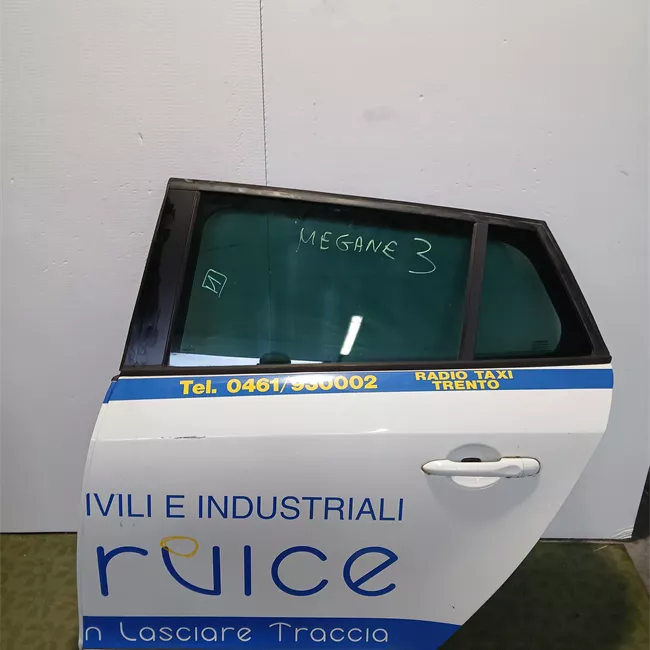 MEGANE 3
Tel. 0461/930002
RADIO TAXI
TRENTO
IVILI E INDUSTRIALI
rvice
n Lasciare Traccia